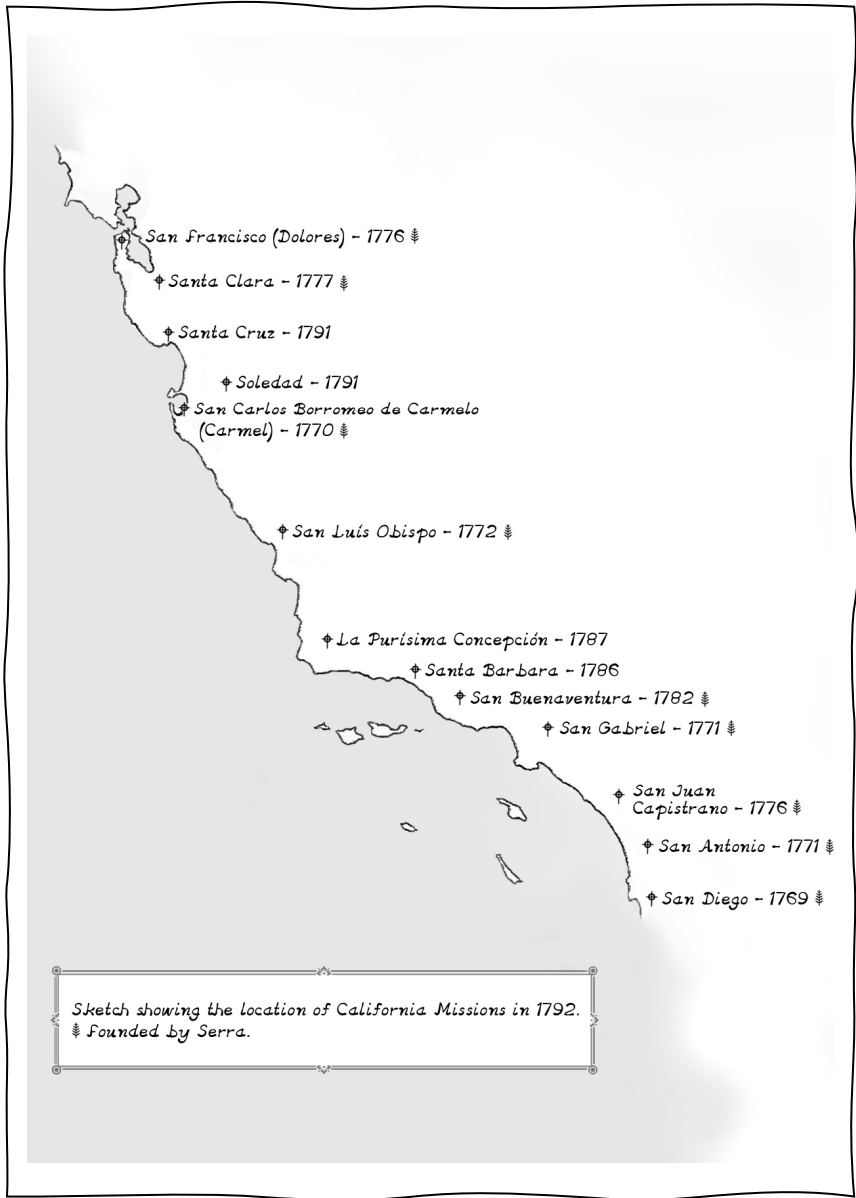 San Francisco (Dolores) - 1776
Santa Clara - 1777
Santa Cruz - 1791
Soledad - 1791
San Carlos Borromeo de Carmelo
(Carmel) - 1770
San Luís Obispo - 1772
La Purísima Concepción - 1787
Santa Barbara - 1786
San Buenaventura - 1782
San Gabriel - 1771
San Juan
Capistrano - 1776
San Antonio - 1771
San Diego - 1769
Sketch showing the location of California Missions in 1792.
Founded by Serra.